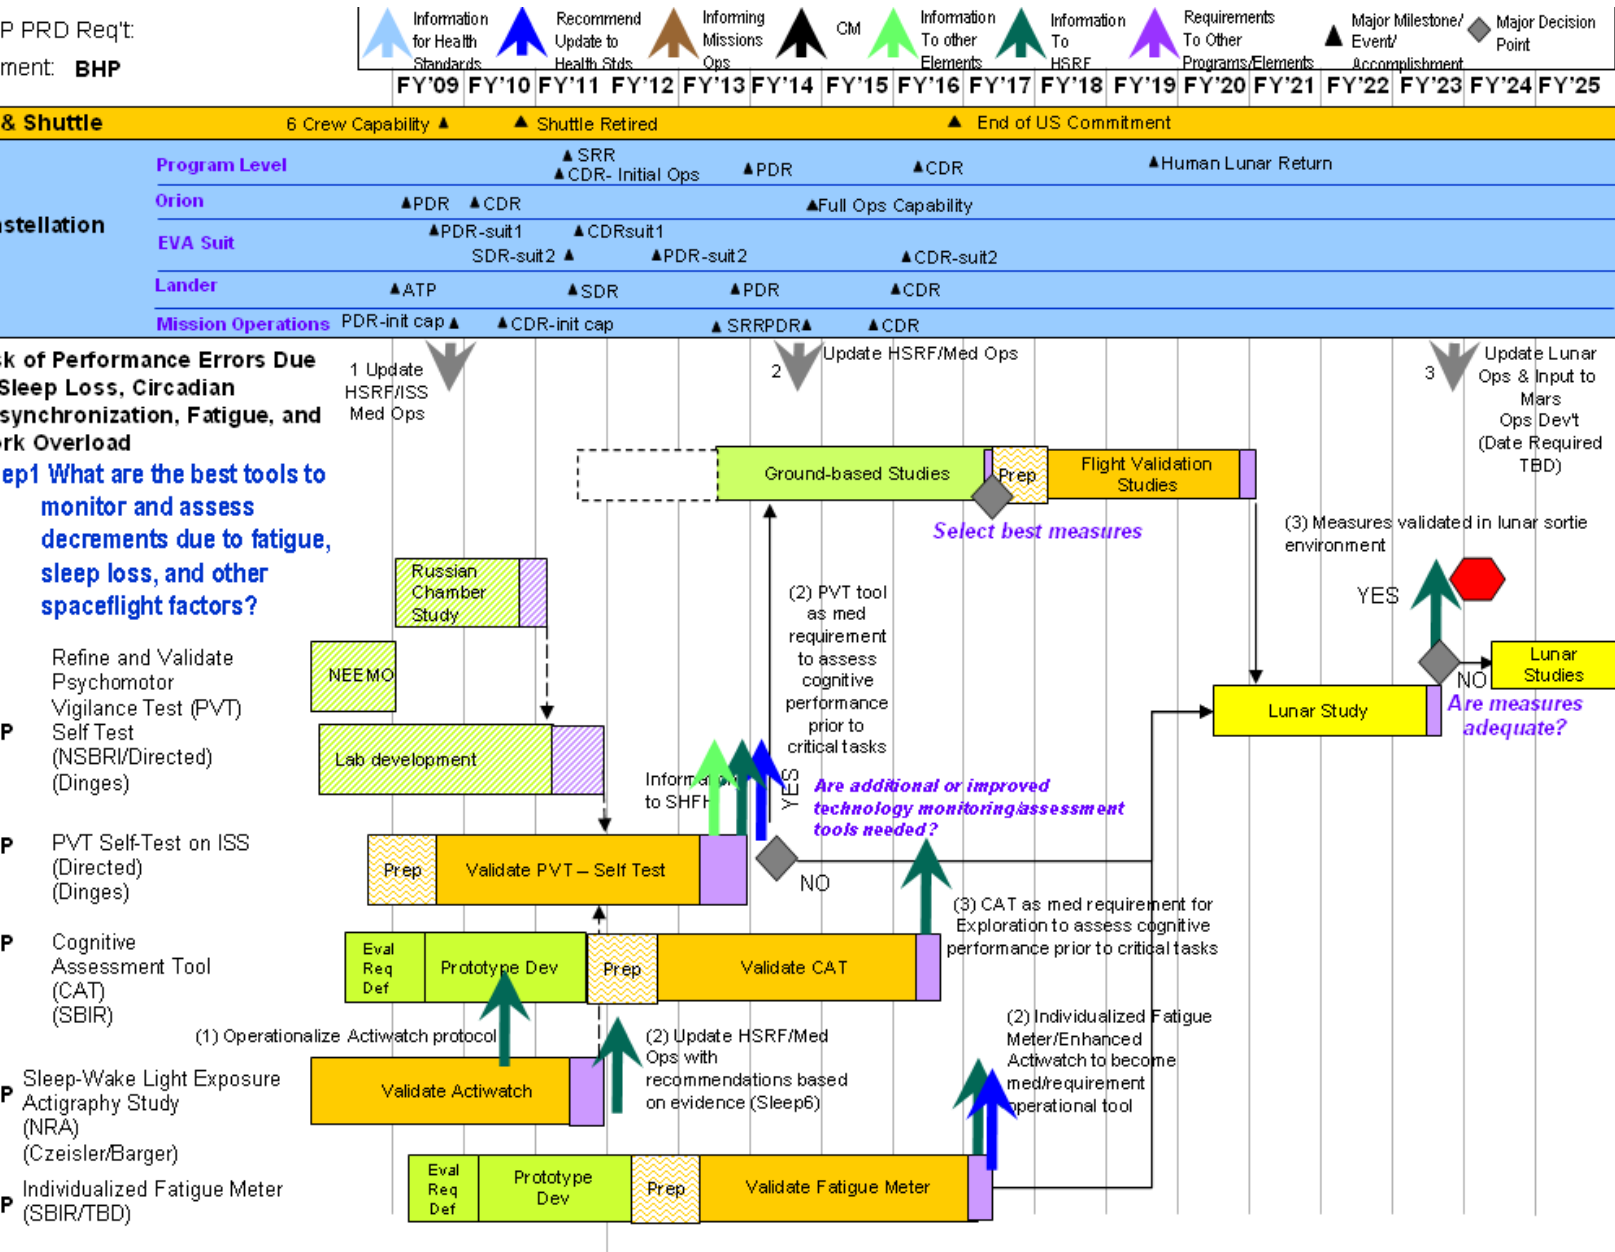 P PRD Req't:
ment: BHP
Information
for Health
Standards
Recommend
Update to
Health Stds
Informing
Missions
Ops
CM
Information
To other
Elements
Information
To
HSRF
Requirements
To Other
Programs/Elements
Major Milestone/
Event/
Accomplishment
Major Decision
Point
FY'09 FY'10 FY'11 FY'12 FY'13 FY'14 FY'15 FY'16 FY'17 FY'18 FY'19 FY'20 FY'21 FY'22 FY'23 FY'24 FY'25
& Shuttle
6 Crew Capability
Shuttle Retired
End of US Commitment
stellation
Program Level
SRR
CDR- Initial Ops
PDR
CDR
Human Lunar Return
Orion
PDR
CDR
Full Ops Capability
EVA Suit
PDR-suit1
CDRsuit1
SDR-suit2
PDR-suit2
CDR-suit2
Lander
ATP
SDR
PDR
CDR
Mission Operations
PDR-init cap
CDR-init cap
SRRPDR
CDR
sk of Performance Errors Due
Sleep Loss, Circadian
synchronization, Fatigue, and
rk Overload
1 Update
HSRF/ISS
Med Ops
2
Update HSRF/Med Ops
3
Update Lunar
Ops & Input to
Mars
Ops Dev't
(Date Required
TBD)
ep1 What are the best tools to
monitor and assess
decrements due to fatigue,
sleep loss, and other
spaceflight factors?
Ground-based Studies
Prep
Flight Validation
Studies
Select best measures
(3) Measures validated in lunar sortie
environment
YES
Russian
Chamber
Study
(2) PVT tool
as med
requirement
to assess
cognitive
performance
prior to
critical tasks
NEEMO
Refine and Validate
Psychomotor
Vigilance Test (PVT)
P Self Test
(NSBRI/Directed)
(Dinges)
Lab development
Lunar
Studies
NO
Are measures
adequate?
Lunar Study
Information
to SHFH
YES
Are additional or improved
technology monitoring/assessment
tools needed?
P PVT Self-Test on ISS
(Directed)
(Dinges)
Prep
Validate PVT – Self Test
NO
(3) CAT as med requirement for
Exploration to assess cognitive
performance prior to critical tasks
P Cognitive
Assessment Tool
(CAT)
(SBIR)
Eval
Req
Def
Prototype Dev
Prep
Validate CAT
(1) Operationalize Actiwatch protocol
(2) Update HSRF/Med
Ops with
recommendations based
on evidence (Sleep6)
(2) Individualized Fatigue
Meter/Enhanced
Actiwatch to become
med/requirement
operational tool
P Sleep-Wake Light Exposure
Actigraphy Study
(NRA)
(Czeisler/Barger)
Validate Actiwatch
P Individualized Fatigue Meter
(SBIR/TBD)
Eval
Req
Def
Prototype
Dev
Prep
Validate Fatigue Meter